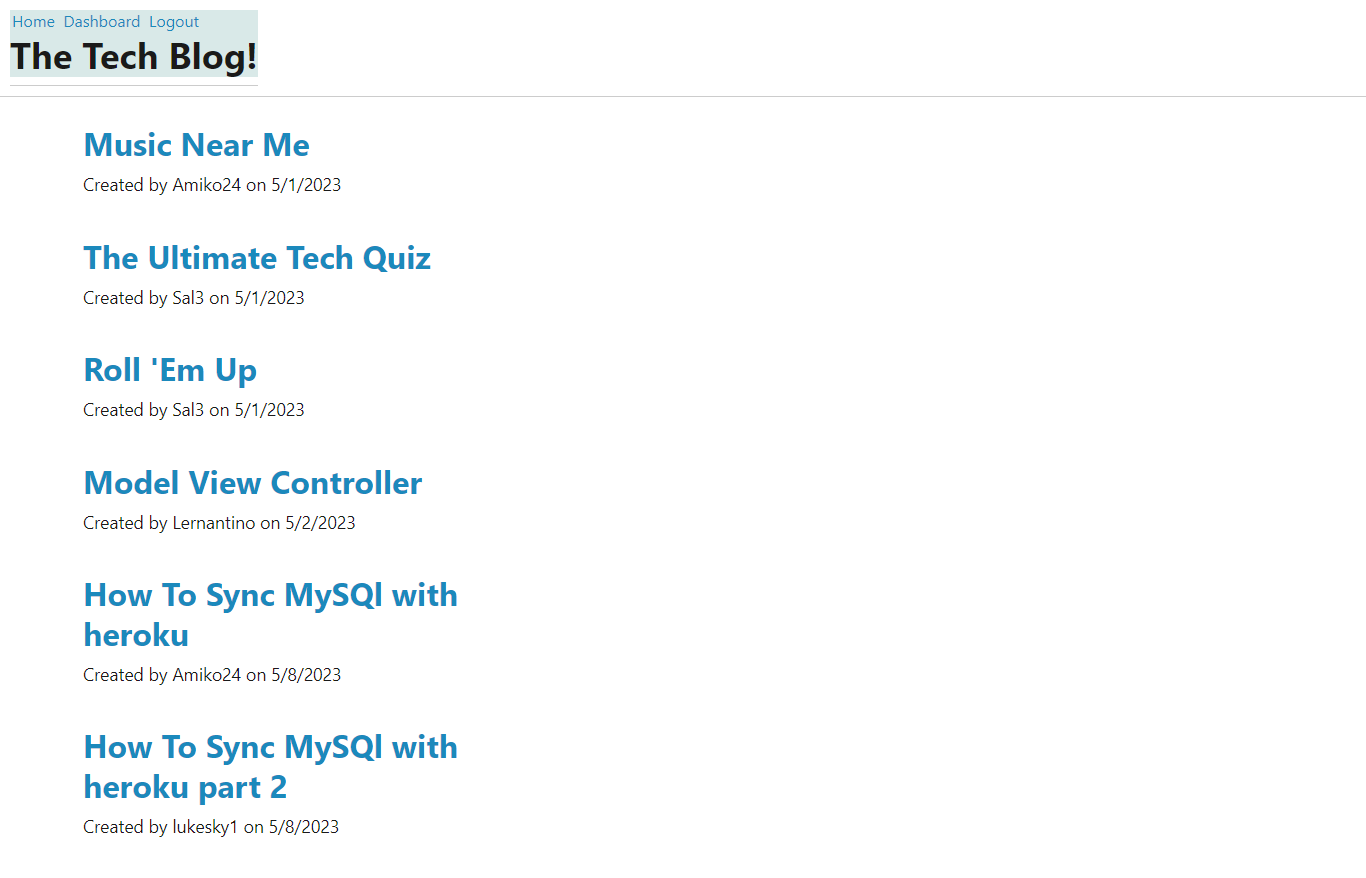 Home Dashboard Logout
The Tech Blog!
Music Near Me
Created by Amiko24 on 5/1/2023
The Ultimate Tech Quiz
Created by Sal3 on 5/1/2023
Roll 'Em Up
Created by Sal3 on 5/1/2023
Model View Controller
Created by Lernantino on 5/2/2023
How To Sync MySQl with
heroku
Created by Amiko24 on 5/8/2023
How To Sync MySQl with
heroku part 2
Created by lukesky1 on 5/8/2023